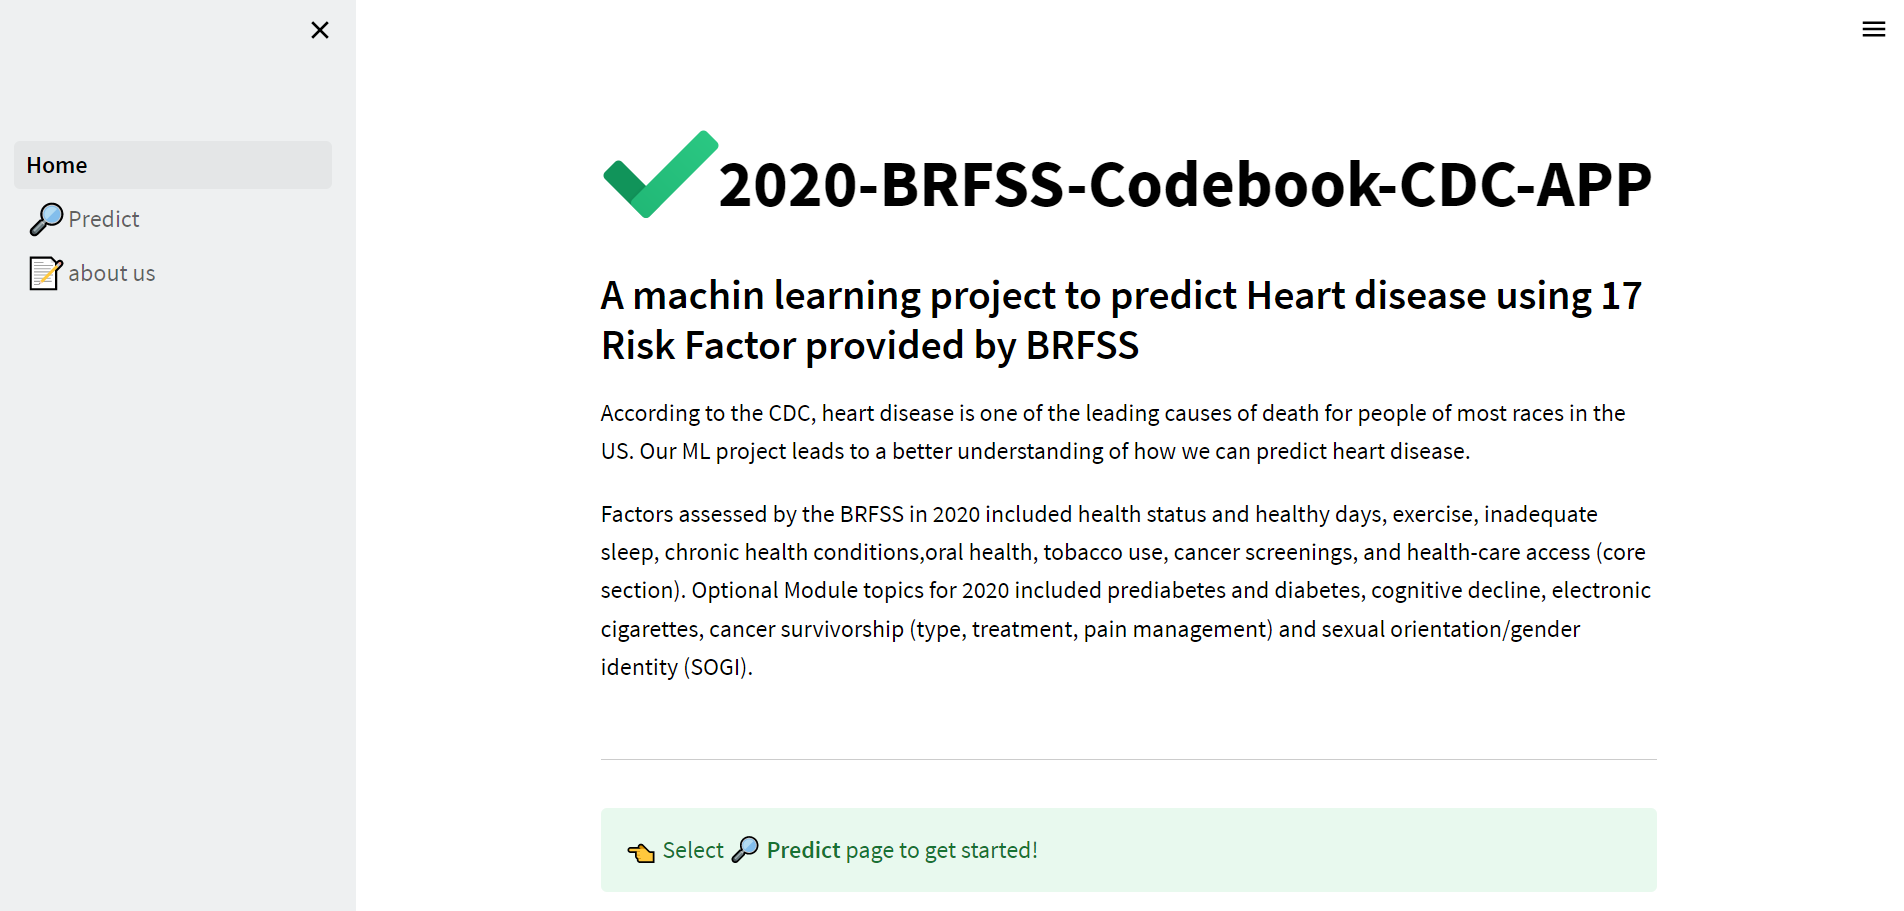 Home
Predict
about us
2020-BRFSS-Codebook-CDC-APP
A machin learning project to predict Heart disease using 17
Risk Factor provided by BRFSS
According to the CDC, heart disease is one of the leading causes of death for people of most races in the
US. Our ML project leads to a better understanding of how we can predict heart disease.
Factors assessed by the BRFSS in 2020 included health status and healthy days, exercise, inadequate
sleep, chronic health conditions,oral health, tobacco use, cancer screenings, and health-care access (core
section). Optional Module topics for 2020 included prediabetes and diabetes, cognitive decline, electronic
cigarettes, cancer survivorship (type, treatment, pain management) and sexual orientation/gender
identity (SOGI).
Select Predict page to get started!